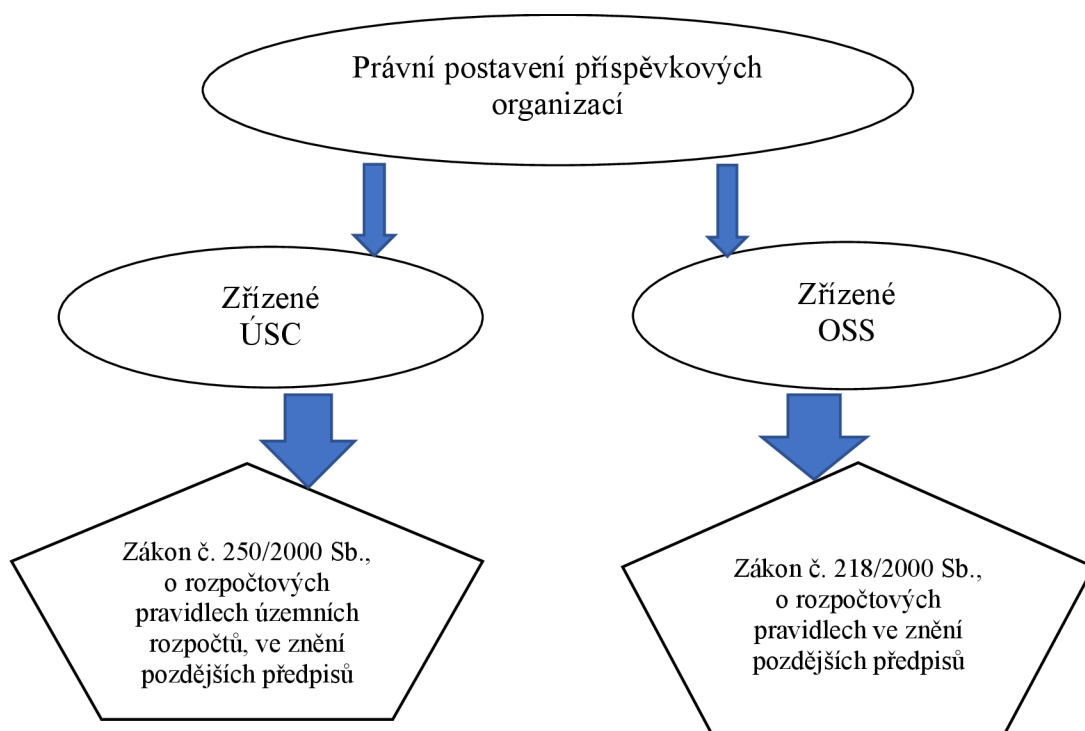 Právní postavení příspěvkových
organizací
Zřízené
ÚSC
Zřízené
OSS
Zákon č. 250/2000 Sb.,
o rozpočtových
pravidlech územních
rozpočtů, ve znění
pozdějších předpisů
Zákon č. 218/2000 Sb.,
o rozpočtových
pravidlech ve znění
pozdějších předpisů